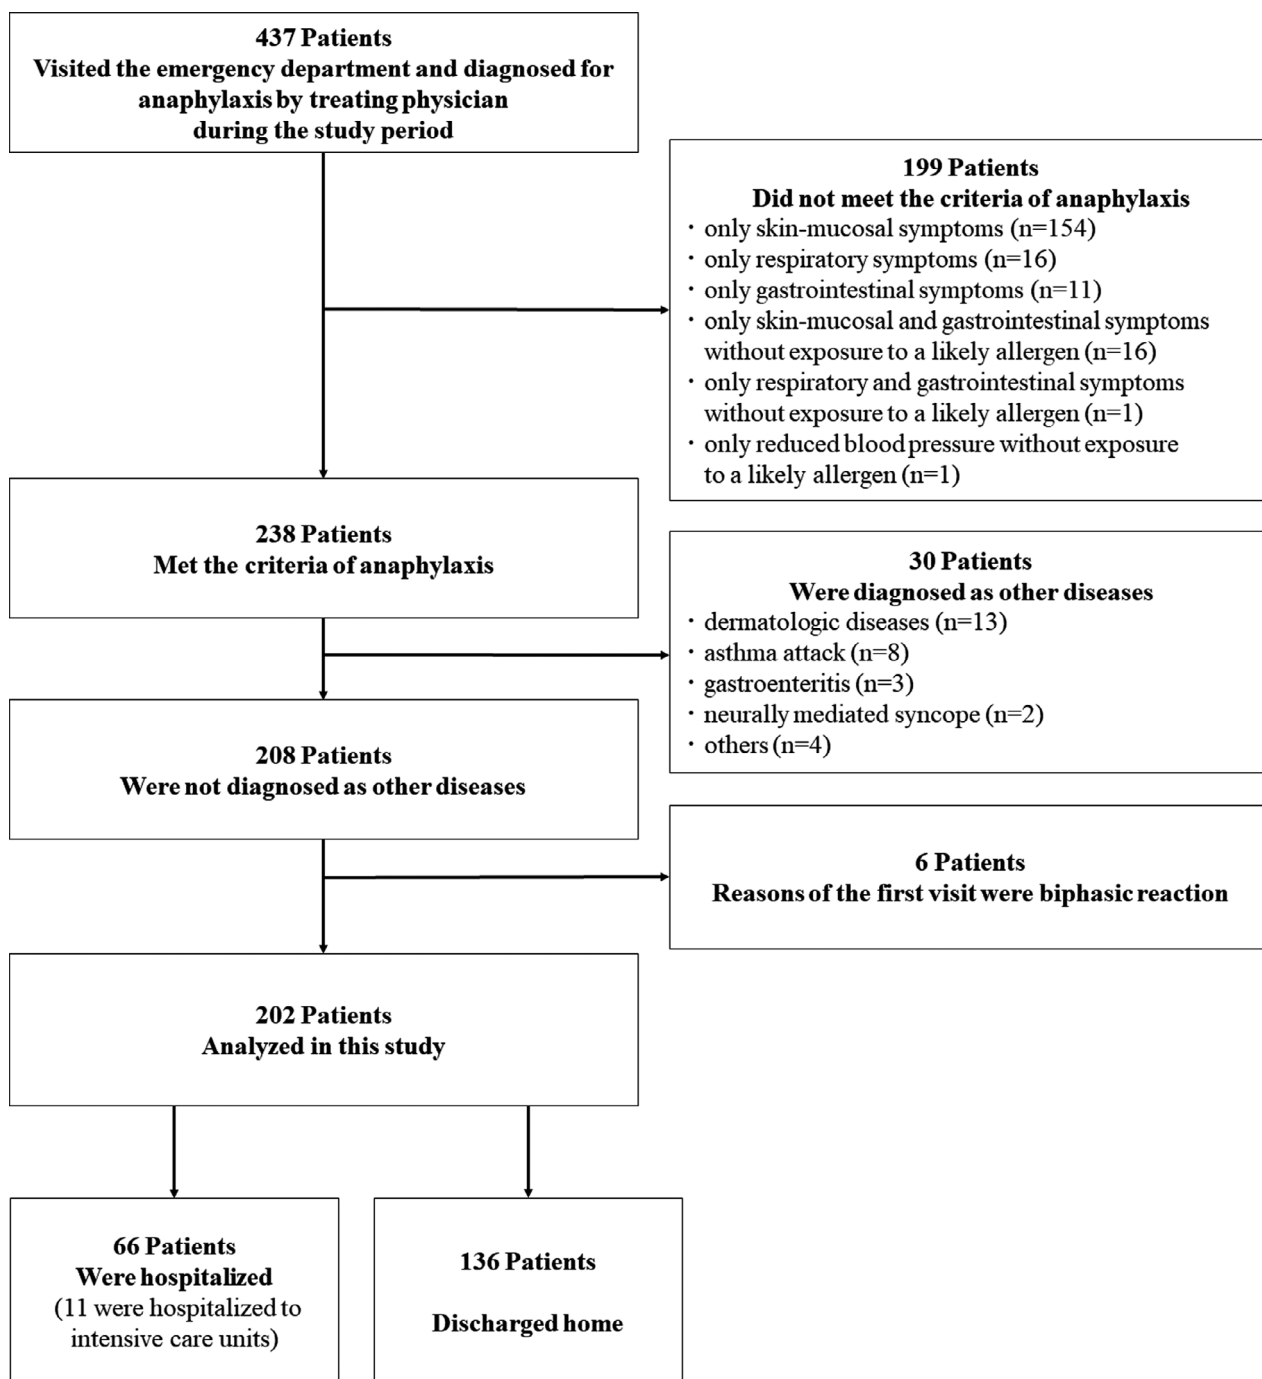 437 Patients
Visited the emergency department and diagnosed for
anaphylaxis by treating physician
during the study period
199 Patients
Did not meet the criteria of anaphylaxis
・only skin-mucosal symptoms (n=154)
・only respiratory symptoms (n=16)
・only gastrointestinal symptoms (n=11)
・only skin-mucosal and gastrointestinal symptoms
without exposure to a likely allergen (n=16)
・only respiratory and gastrointestinal symptoms
without exposure to a likely allergen (n=1)
・only reduced blood pressure without exposure
to a likely allergen (n=1)
238 Patients
Met the criteria of anaphylaxis
30 Patients
Were diagnosed as other diseases
・dermatologic diseases (n=13)
・asthma attack (n=8)
・gastroenteritis (n=3)
・neurally mediated syncope (n=2)
・others (n=4)
208 Patients
Were not diagnosed as other diseases
6 Patients
Reasons of the first visit were biphasic reaction
202 Patients
Analyzed in this study
66 Patients
Were hospitalized
(11 were hospitalized to
intensive care units)
136 Patients
Discharged home